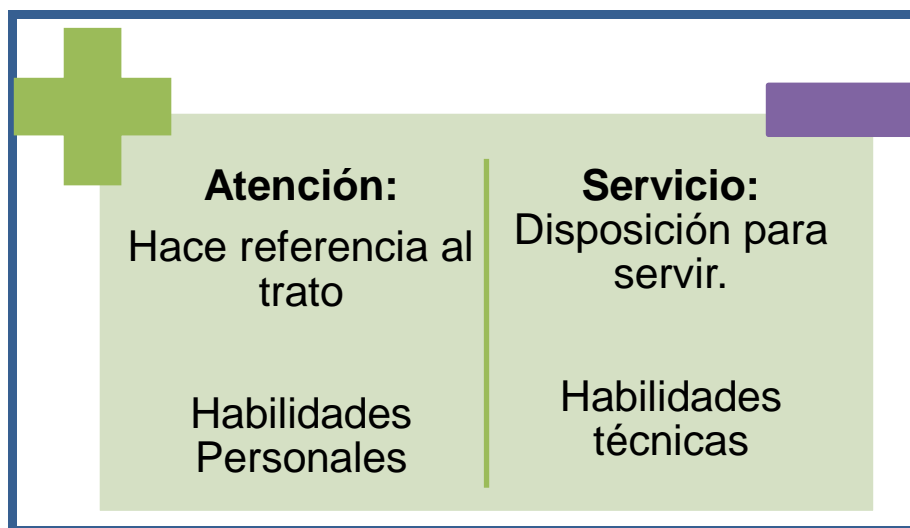 Atención:
Hace referencia al
trato
Habilidades
Personales
Servicio:
Disposición para
servir.
Habilidades
técnicas